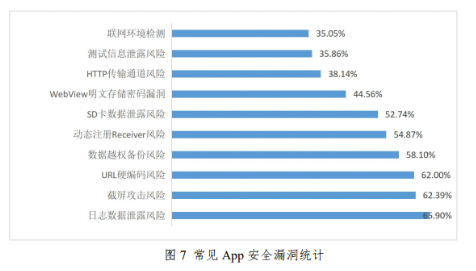 联网环境检测 35.05%
测试信息泄露风险 35.86%
HTTP传输通道风险 38.14%
WebView明文存储密码漏洞 44.56%
SD卡数据泄露风险 52.74%
动态注册Receiver风险 54.87%
数据越权备份风险 58.10%
URL硬编码风险 62.00%
截屏攻击风险 62.39%
日志数据泄露风险 65.90%
图 7 常见 App 安全漏洞统计